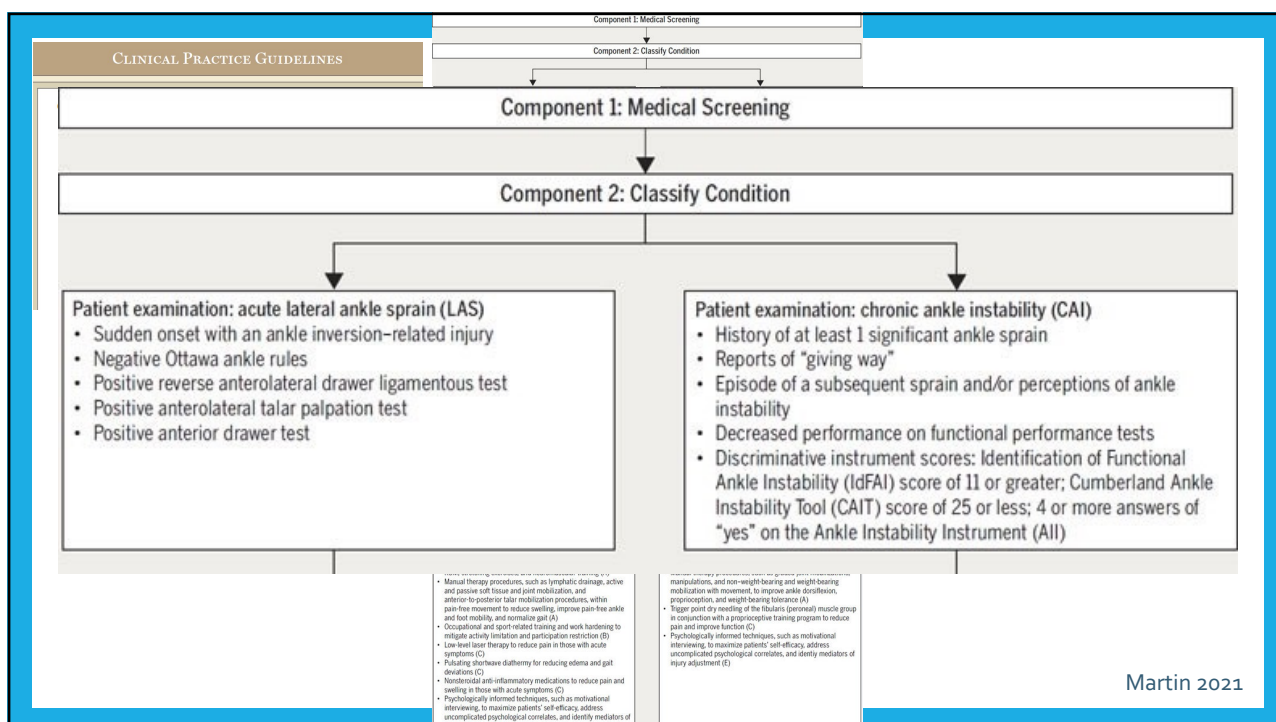 Component 1: Medical Screening
Component 2: Classify Condition
CLINICAL PRACTICE GUIDELINES
Component 1: Medical Screening
Component 2: Classify Condition
Patient examination: acute lateral ankle sprain (LAS)
• Sudden onset with an ankle inversion–related injury
• Negative Ottawa ankle rules
• Positive reverse anterolateral drawer ligamentous test
• Positive anterolateral talar palpation test
• Positive anterior drawer test
Patient examination: chronic ankle instability (CAI)
• History of at least 1 significant ankle sprain
• Reports of “giving way”
• Episode of a subsequent sprain and/or perceptions of ankle
instability
• Decreased performance on functional performance tests
• Discriminative instrument scores: Identification of Functional
Ankle Instability (IdFAI) score of 11 or greater; Cumberland Ankle
Instability Tool (CAIT) score of 25 or less; 4 or more answers of
“yes” on the Ankle Instability Instrument (AII)
• Manual therapy procedures, such as lymphatic drainage, active
and passive soft tissue and joint mobilization, and
anterior-to-posterior talar mobilization procedures, within
pain-free movement to reduce swelling, improve pain-free ankle
and foot mobility, and normalize gait (A)
• Occupational and sport-related training and work hardening to
mitigate activity limitation and participation restriction (B)
• Low-level laser therapy to reduce pain in those with acute
symptoms (C)
• Pulsating shortwave diathermy for reducing edema and gait
deviations (C)
• Nonsteroidal anti-inflammatory medications to reduce pain and
swelling in those with acute symptoms (C)
• Psychologically informed techniques, such as motivational
interviewing, to maximize patients' self-efficacy, address
uncomplicated psychological correlates, and identify mediators of
manipulations, and non–weight-bearing and weight-bearing
mobilization with movement, to improve ankle dorsiflexion,
proprioception, and weight-bearing tolerance (A)
• Trigger point dry needling of the fibularis (peroneal) muscle group
in conjunction with a proprioceptive training program to reduce
pain and improve function (C)
• Psychologically informed techniques, such as motivational
interviewing, to maximize patients' self-efficacy, address
uncomplicated psychological correlates, and identiy mediators of
injury adjustment (E)
Martin 2021